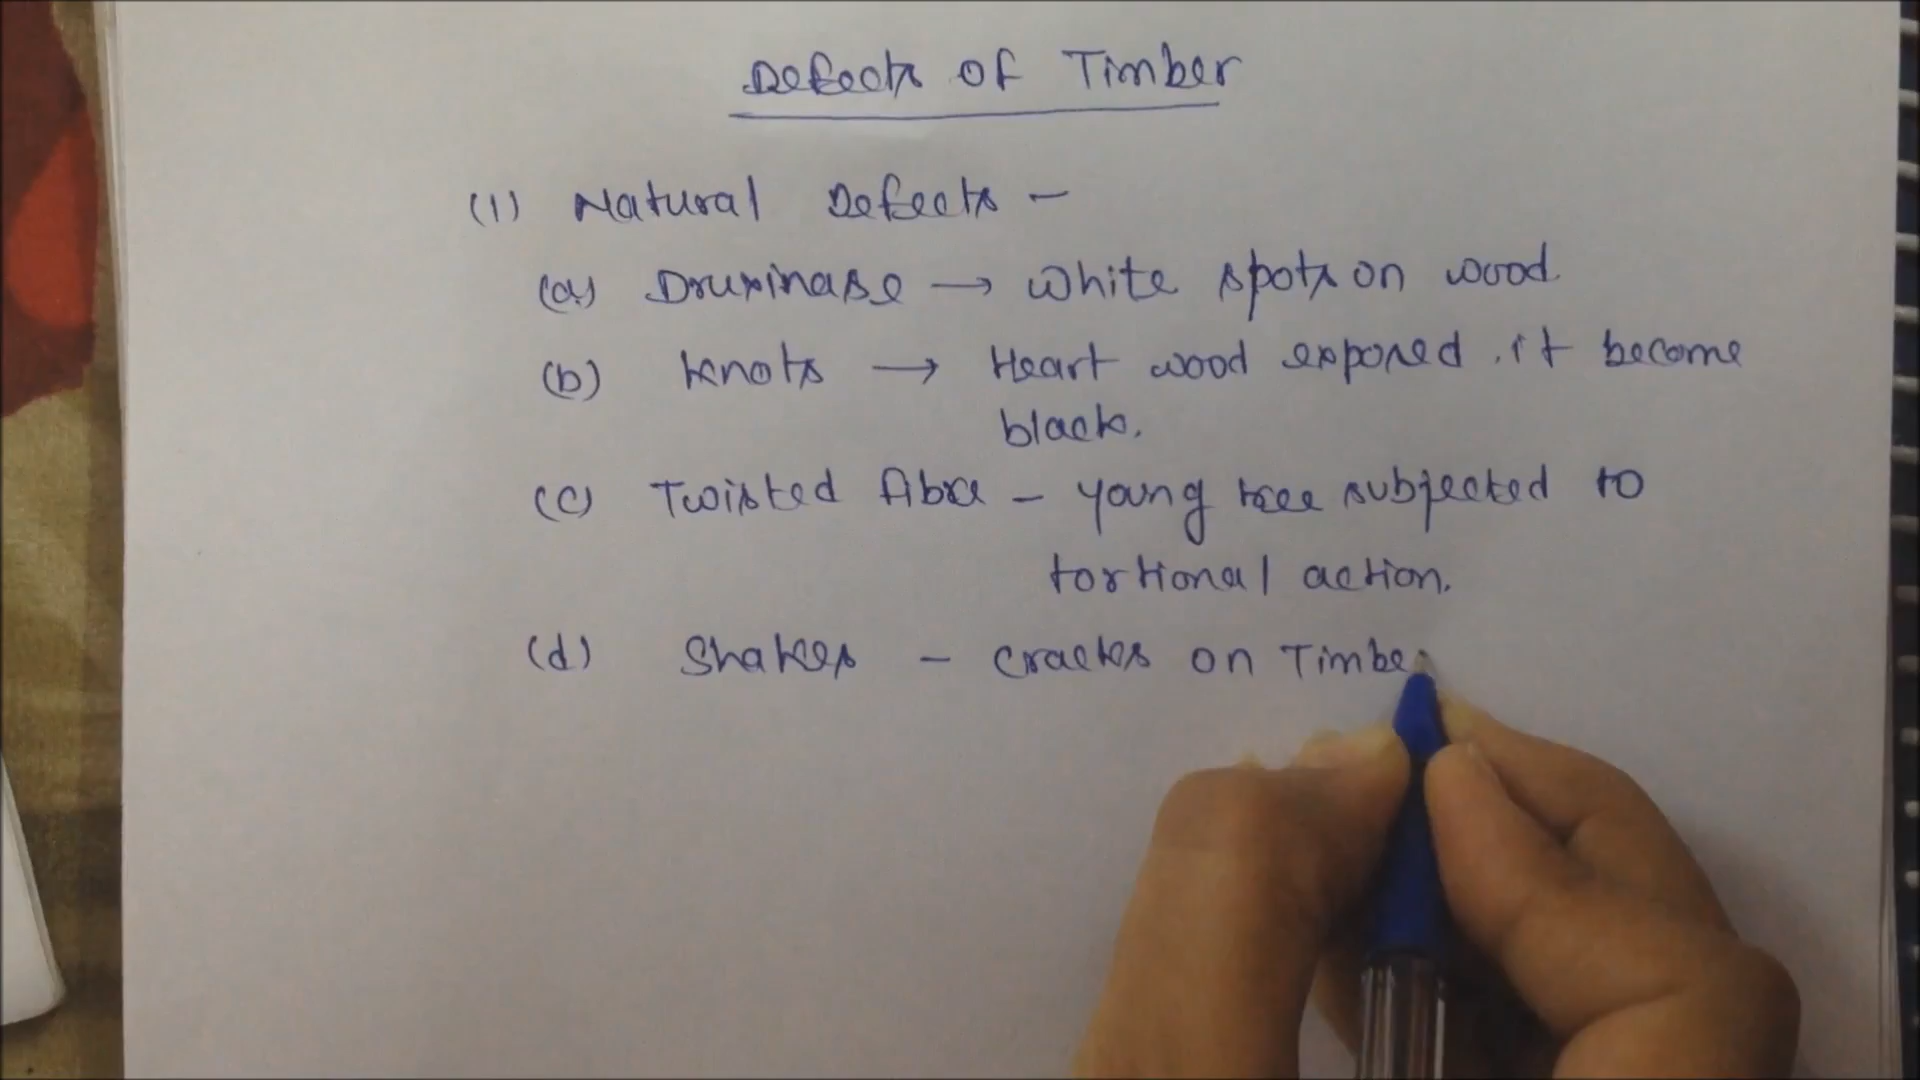 Defects of Timber
(1) Natural Defects -
(a) Druxinase → White spots on wood.
(b) Knots → Heart wood exposed. it become
black.
(c) Twisted fibre - young tree subjected to
tortional action.
(d) Shakes - cracks on Timbe